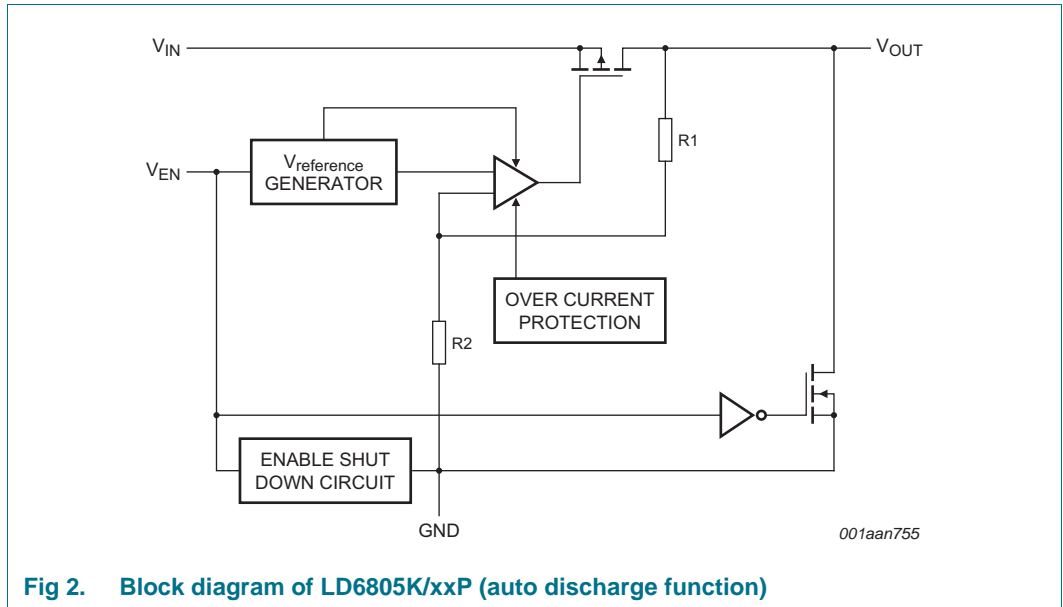 VIN
VOUT
R1
VEN
Vreference
GENERATOR
OVER CURRENT
PROTECTION
R2
ENABLE SHUT
DOWN CIRCUIT
GND
001aan755
Fig 2. Block diagram of LD6805K/xxP (auto discharge function)